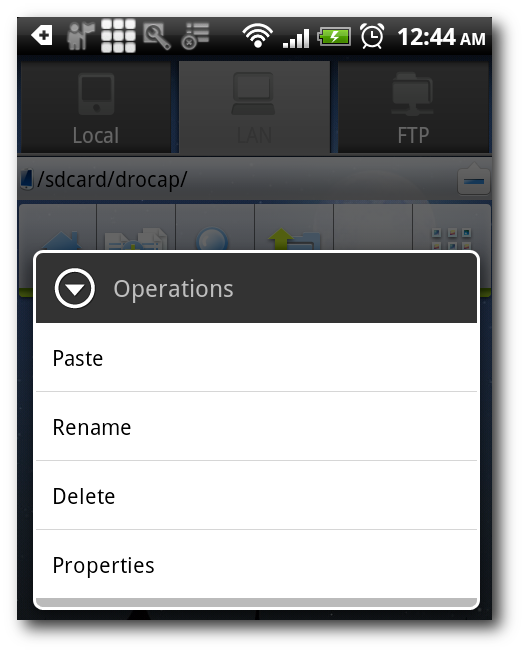 12:44 AM
Local
LAN
FTP
/sdcard/drocap/
Operations
Paste
Rename
Delete
Properties